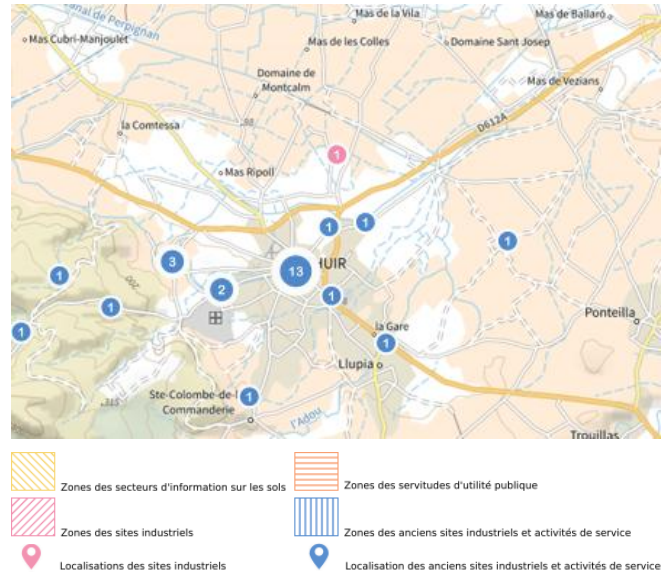 Canal de Perpignan
Mas de la Vila
Mas de Ballaró
Mas Cubri-Manjoulet
Mas de les Colles
Domaine Sant Josep
Domaine de
Montcalm
Mas de Vezians
98
la Comtessa
D612A
1
Mas Ripoll
1
1
1
3
13
HUIR
1
200
2
1
1
1
Ponteilla
la Gare
1
Llupia
315
Ste-Colombe-de-l
Commanderie
1
l'Adou
Trouillas
Zones des secteurs d'information sur les sols
Zones des servitudes d'utilité publique
Zones des sites industriels
Zones des anciens sites industriels et activités de service
Localisations des sites industriels
Localisation des anciens sites industriels et activités de service